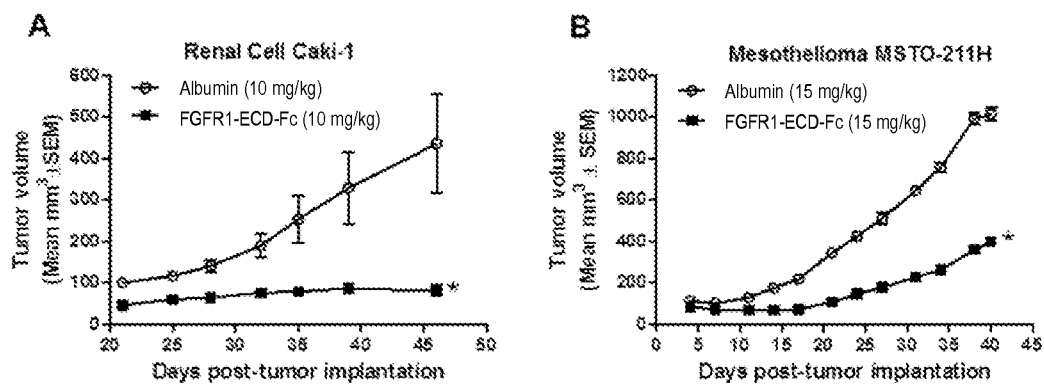 A
Renal Cell Caki-1
Albumin (10 mg/kg)
FGFR1-ECD-Fc (10 mg/kg)
Tumor volume
(Mean mm³ ± SEM)
600
500
400
300
200
100
0
20 25 30 35 40 45 50
*
Days post-tumor implantation
B
Mesothelioma MSTO-211H
Albumin (15 mg/kg)
FGFR1-ECD-Fc (15 mg/kg)
Tumor volume
(Mean mm³ ± SEM)
1200
1000
800
600
400
200
0
0 5 10 15 20 25 30 35 40 45
*
Days post-tumor implantation